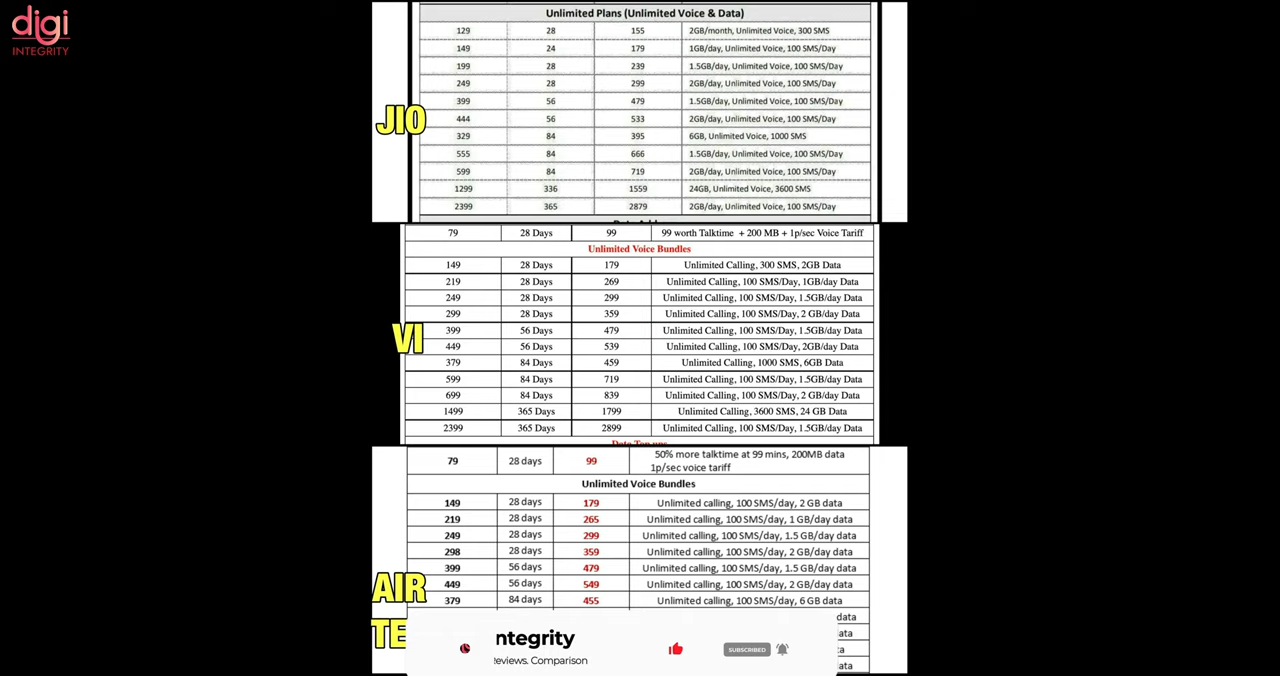 digi
INTEGRITY
JIO
Unlimited Plans (Unlimited Voice & Data)
129 28 155 2GB/month, Unlimited Voice, 300 SMS
149 24 179 1GB/day, Unlimited Voice, 100 SMS/Day
199 28 239 1.5GB/day, Unlimited Voice, 100 SMS/Day
249 28 299 2GB/day, Unlimited Voice, 100 SMS/Day
399 56 479 1.5GB/day, Unlimited Voice, 100 SMS/Day
444 56 533 2GB/day, Unlimited Voice, 100 SMS/Day
329 84 395 6GB, Unlimited Voice, 1000 SMS
555 84 666 1.5GB/day, Unlimited Voice, 100 SMS/Day
599 84 719 2GB/day, Unlimited Voice, 100 SMS/Day
1299 336 1559 24GB, Unlimited Voice, 3600 SMS
2399 365 2879 2GB/day, Unlimited Voice, 100 SMS/Day
VI
79 28 Days 99 99 worth Talktime + 200 MB + 1p/sec Voice Tariff
Unlimited Voice Bundles
149 28 Days 179 Unlimited Calling, 300 SMS, 2GB Data
219 28 Days 269 Unlimited Calling, 100 SMS/Day, 1GB/day Data
249 28 Days 299 Unlimited Calling, 100 SMS/Day, 1.5GB/day Data
299 28 Days 359 Unlimited Calling, 100 SMS/Day, 2 GB/day Data
399 56 Days 479 Unlimited Calling, 100 SMS/Day, 1.5GB/day Data
449 56 Days 539 Unlimited Calling, 100 SMS/Day, 2GB/day Data
379 84 Days 459 Unlimited Calling, 1000 SMS, 6GB Data
599 84 Days 719 Unlimited Calling, 100 SMS/Day, 1.5GB/day Data
699 84 Days 839 Unlimited Calling, 100 SMS/Day, 2 GB/day Data
1499 365 Days 1799 Unlimited Calling, 3600 SMS, 24 GB Data
2399 365 Days 2899 Unlimited Calling, 100 SMS/Day, 1.5GB/day Data
AIR
TE
79 28 days 99 50% more talktime at 99 mins, 200MB data
1p/sec voice tariff
Unlimited Voice Bundles
149 28 days 179 Unlimited calling, 100 SMS/day, 2 GB data
219 28 days 265 Unlimited calling, 100 SMS/day, 1 GB/day data
249 28 days 299 Unlimited calling, 100 SMS/day, 1.5 GB/day data
298 28 days 359 Unlimited calling, 100 SMS/day, 2 GB/day data
399 56 days 479 Unlimited calling, 100 SMS/day, 1.5 GB/day data
449 56 days 549 Unlimited calling, 100 SMS/day, 2 GB/day data
379 84 days 455 Unlimited calling, 100 SMS/day, 6 GB data
data
ata
a
ata
ntegrity
eviews. Comparison
SUBSCRIBED